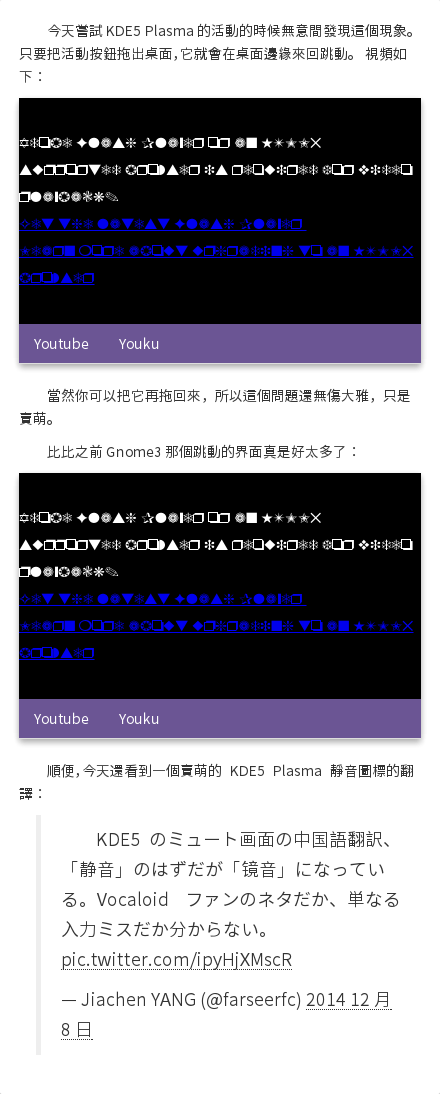 今天嘗試 KDE5 Plasma 的活動的時候無意間發現這個現象。
只要把活動按鈕拖出桌面,它就會在桌面邊緣來回跳動。 視頻如
下：
Youtube Youku
當然你可以把它再拖回來，所以這個問題還無傷大雅，只是
賣萌。
比比之前 Gnome3 那個跳動的界面真是好太多了：
Youtube Youku
順便,今天還看到一個賣萌的 KDE5 Plasma 靜音圖標的翻
譯：
KDE5 のミュート画面の中国語翻訳、
「静音」のはずだが「镜音」になってい
る。Vocaloid ファンのネタだか、単なる
入力ミスだか分からない。
pic.twitter.com/ipyHjXMscR
— Jiachen YANG (@farseerfc) 2014 12 月
8 日